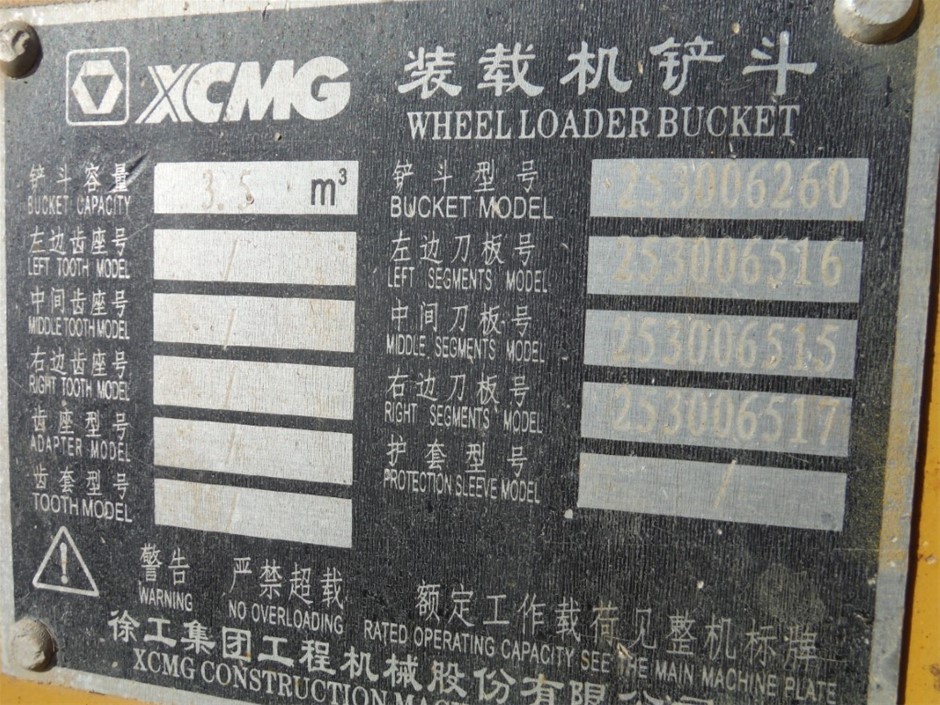 XCMG 装载机铲斗
WHEEL LOADER BUCKET
铲斗容量 3.5 m³
BUCKET CAPACITY
左边齿座号 /
LEFT TOOTH MODEL
中间齿座号 /
MIDDLE TOOTH MODEL
右边齿座号 /
RIGHT TOOTH MODEL
齿座型号 /
ADAPTER MODEL
齿套型号
TOOTH MODEL
铲斗型号 253006260
BUCKET MODEL
左边刀板号 253006516
LEFT SEGMENTS MODEL
中间刀板号 253006515
MIDDLE SEGMENTS MODEL
右边刀板号 253006517
RIGHT SEGMENTS MODEL
护套型号 /
PROTECTION SLEEVE MODEL
警告 严禁超载
WARNING NO OVERLOADING
额定工作载荷见整机标牌
RATED OPERATING CAPACITY SEE THE MAIN MACHINE PLATE
徐工集团工程机械股份有限公司
XCMG CONSTRUCTION